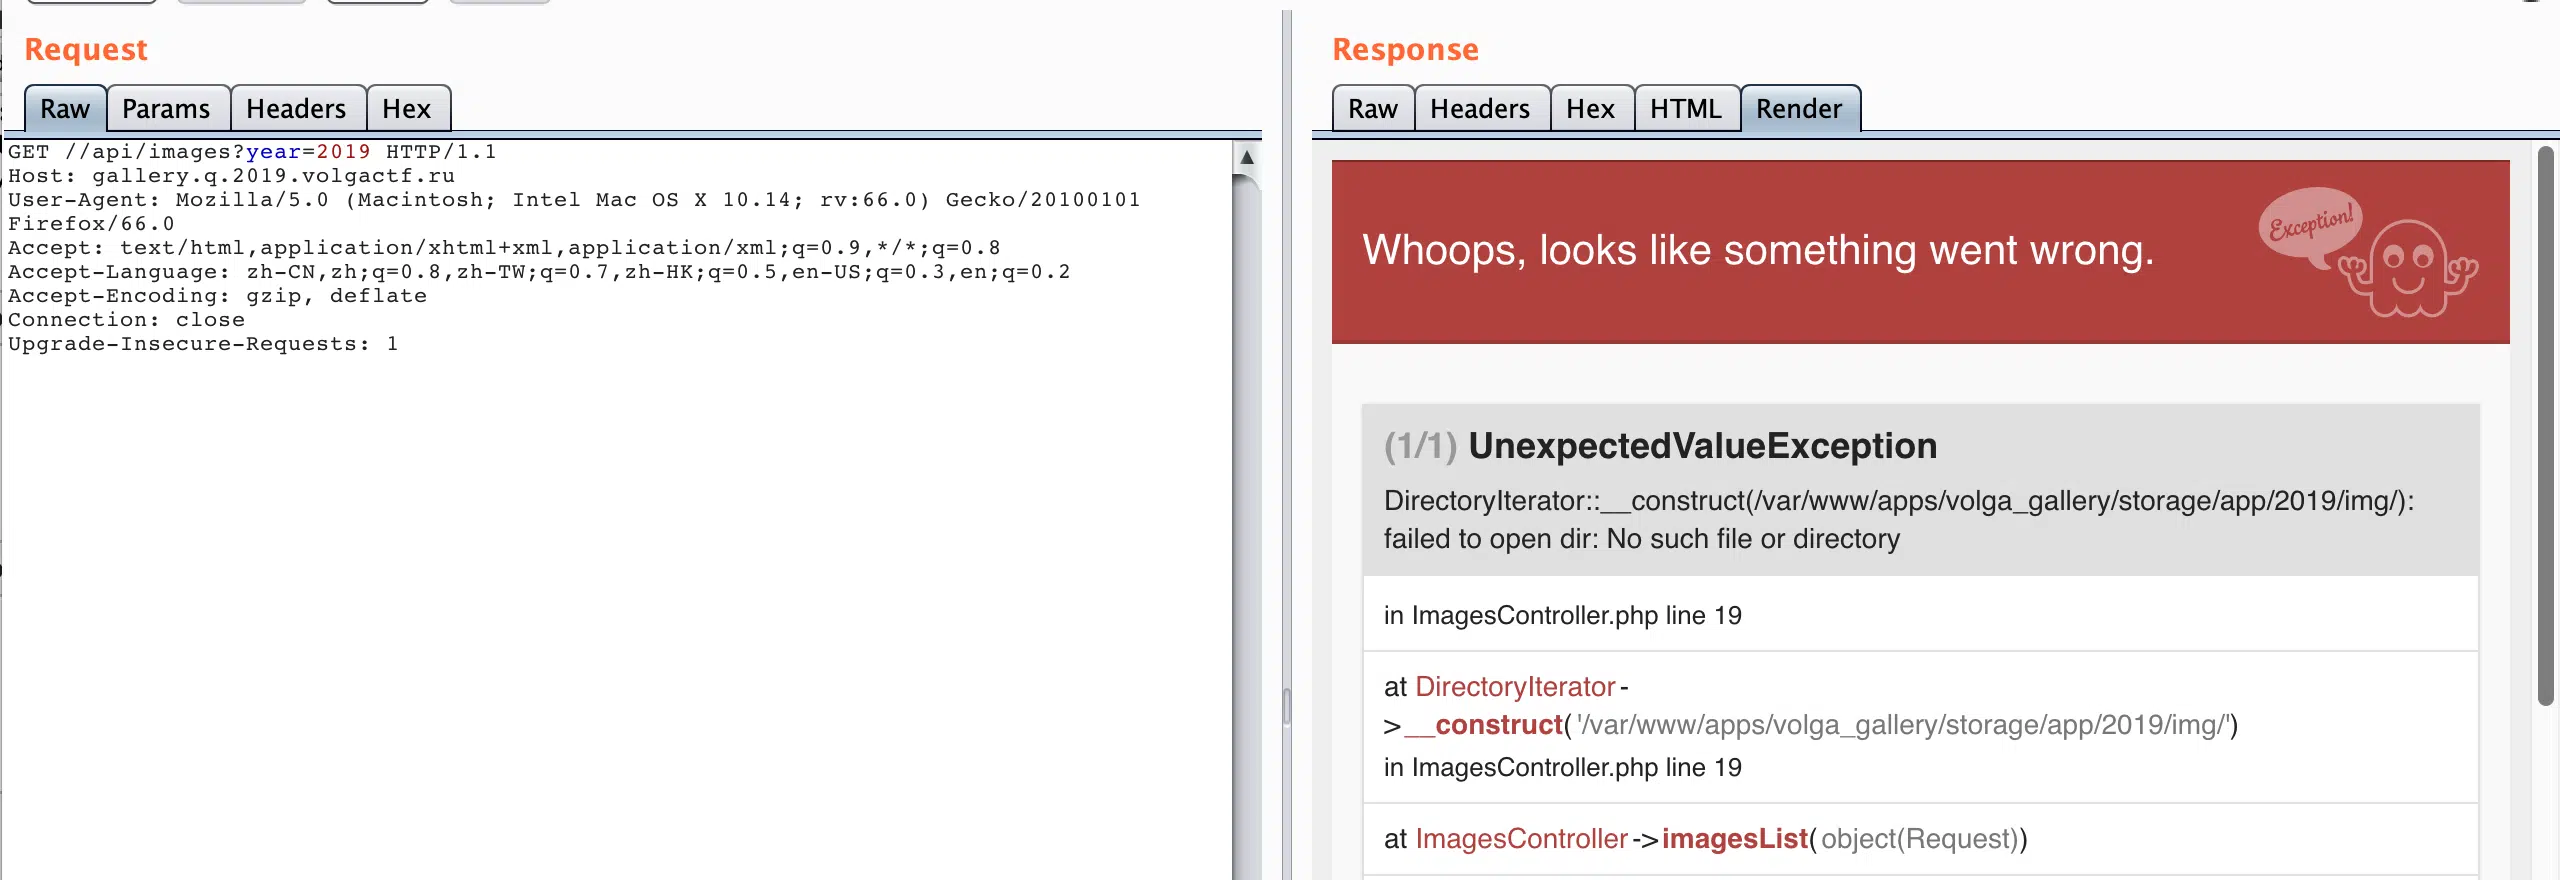 Request
Raw Params Headers Hex
GET //api/images?year=2019 HTTP/1.1
Host: gallery.q.2019.volgactf.ru
User-Agent: Mozilla/5.0 (Macintosh; Intel Mac OS X 10.14; rv:66.0) Gecko/20100101
Firefox/66.0
Accept: text/html,application/xhtml+xml,application/xml;q=0.9,*/*;q=0.8
Accept-Language: zh-CN,zh;q=0.8,zh-TW;q=0.7,zh-HK;q=0.5,en-US;q=0.3,en;q=0.2
Accept-Encoding: gzip, deflate
Connection: close
Upgrade-Insecure-Requests: 1
Response
Raw Headers Hex HTML Render
Whoops, looks like something went wrong.
Exception!
(1/1) UnexpectedValueException
DirectoryIterator::__construct(/var/www/apps/volga_gallery/storage/app/2019/img/):
failed to open dir: No such file or directory
in ImagesController.php line 19
at DirectoryIterator-
>__construct('/var/www/apps/volga_gallery/storage/app/2019/img/')
in ImagesController.php line 19
at ImagesController->imagesList(object(Request))